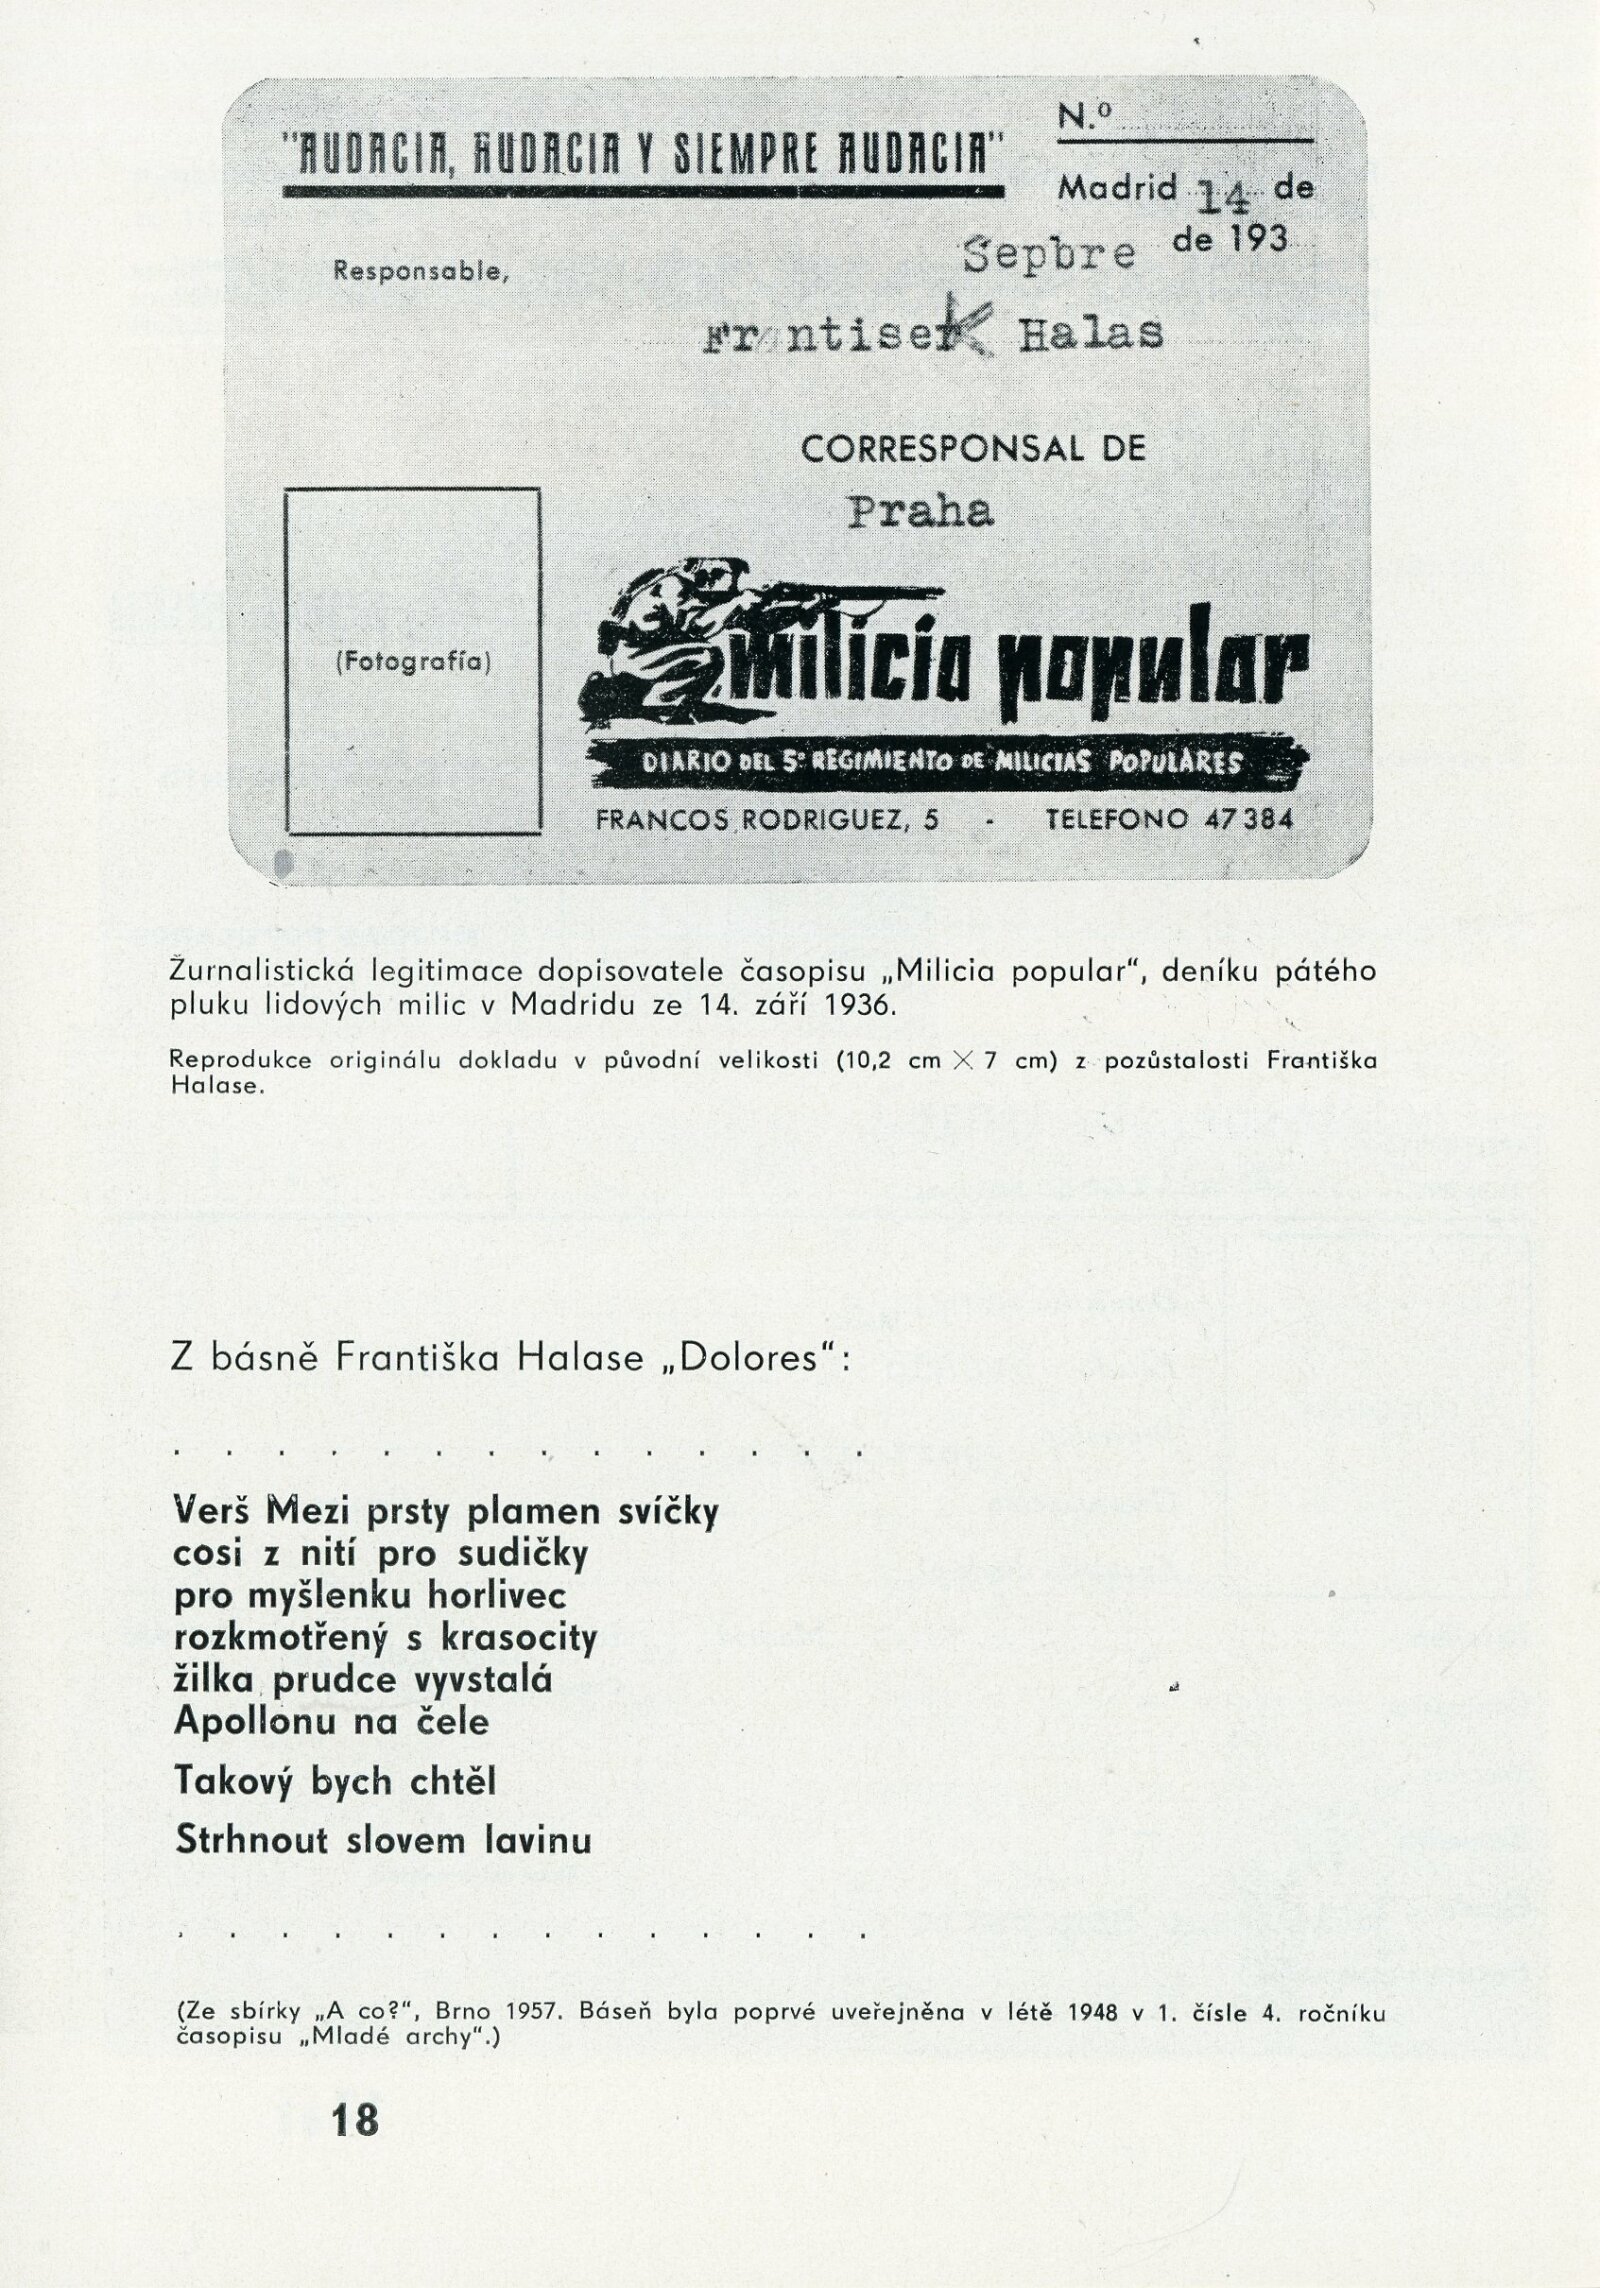 "AUDACIA, AUDACIA Y SIEMPRE AUDACIA"
N.º
Madrid 14 de
Sepbre de 193
Responsable,
Frantisek Halas
CORRESPONSAL DE
Praha
(Fotografía)
milicia popular
DIARIO DEL 5º REGIMIENTO DE MILICIAS POPULARES
FRANCOS RODRIGUEZ, 5 - TELEFONO 47384
Žurnalistická legitimace dopisovatele časopisu „Milicia popular“, deníku pátého
pluku lidových milic v Madridu ze 14. září 1936.
Reprodukce originálu dokladu v původní velikosti (10,2 cm × 7 cm) z pozůstalosti Františka
Halase.
Z básně Františka Halase „Dolores“:
. . . . . . . . . . . . . .
Verš Mezi prsty plamen svíčky
cosi z nití pro sudičky
pro myšlenku horlivec
rozkmotřený s krasocity
žilka prudce vyvstalá
Apollonu na čele
Takový bych chtěl
Strhnout slovem lavinu
. . . . . . . . . . . . . .
(Ze sbírky „A co?“, Brno 1957. Báseň byla poprvé uveřejněna v létě 1948 v 1. čísle 4. ročníku
časopisu „Mladé archy“.)
18